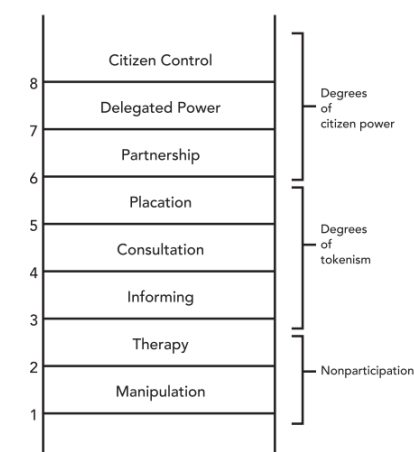 Citizen Control
8
Delegated Power
7
Partnership
6
Placation
5
Consultation
4
Informing
3
Therapy
2
Manipulation
1
Degrees
of
citizen power
Degrees
of
tokenism
Nonparticipation